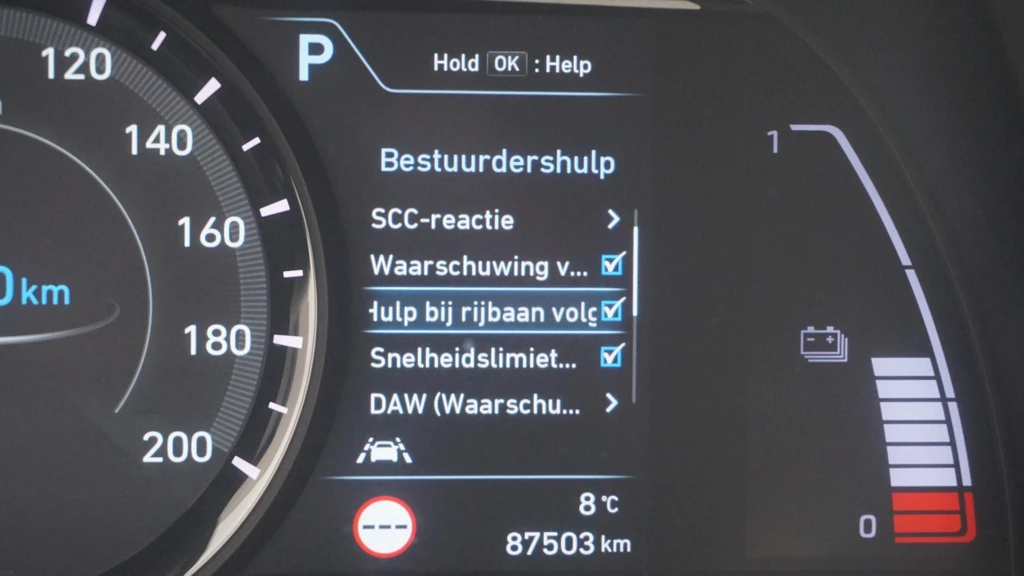 P
Hold OK : Help
Bestuurdershulp
SCC-reactie
Waarschuwing v...
Hulp bij rijbaan volg
Snelheidslimiet...
DAW (Waarschu...
8 °C
87503 km
120
140
160
180
200
0 km
1
0